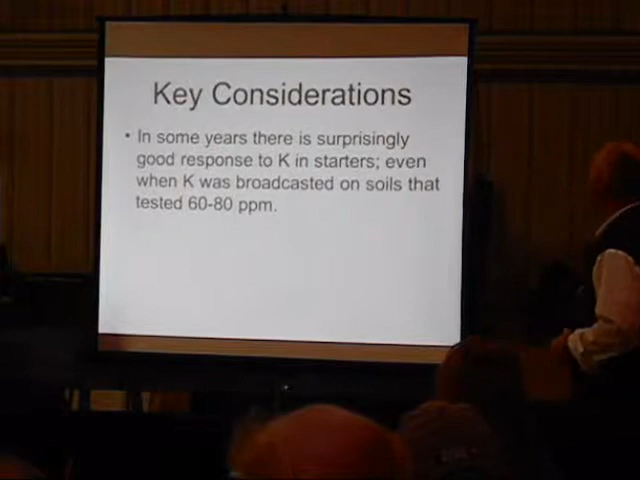 Key Considerations
• In some years there is surprisingly
good response to K in starters; even
when K was broadcasted on soils that
tested 60-80 ppm.